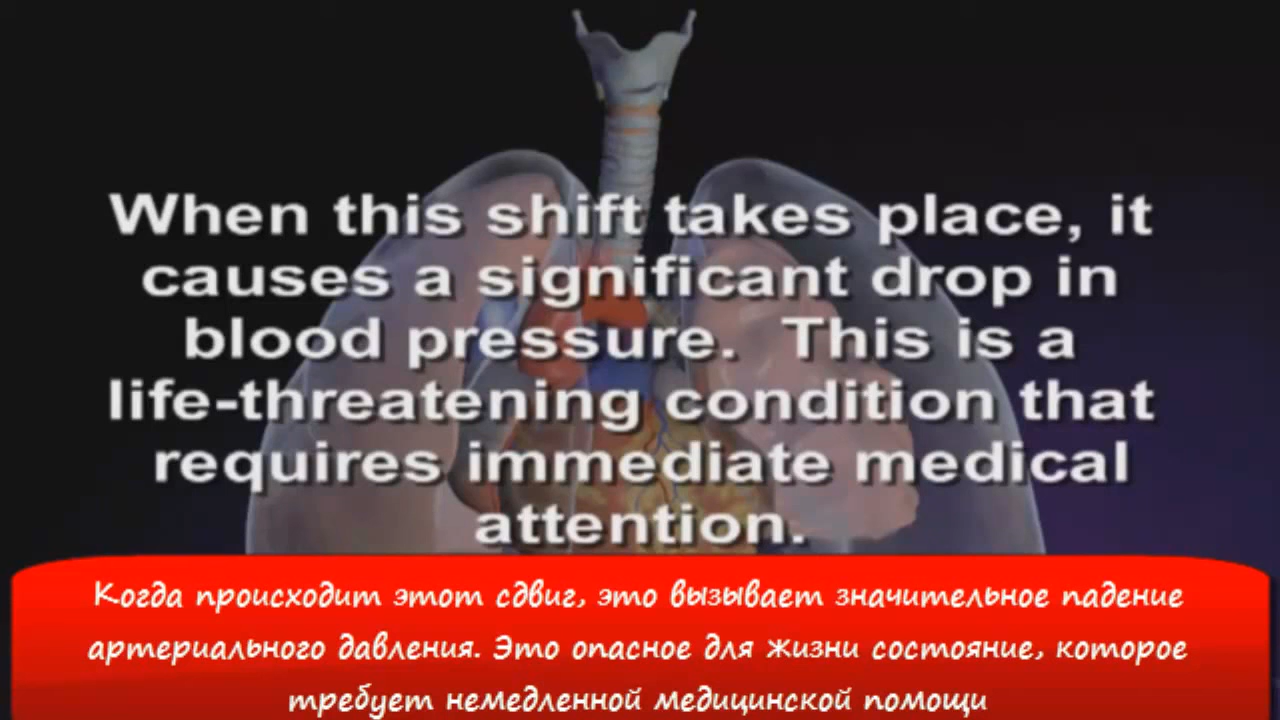 When this shift takes place, it
causes a significant drop in
blood pressure.  This is a
life-threatening condition that
requires immediate medical
attention.
Когда происходит этот сдвиг, это вызывает значительное падение
артериального давления. Это опасное для жизни состояние, которое
требует немедленной медицинской помощи